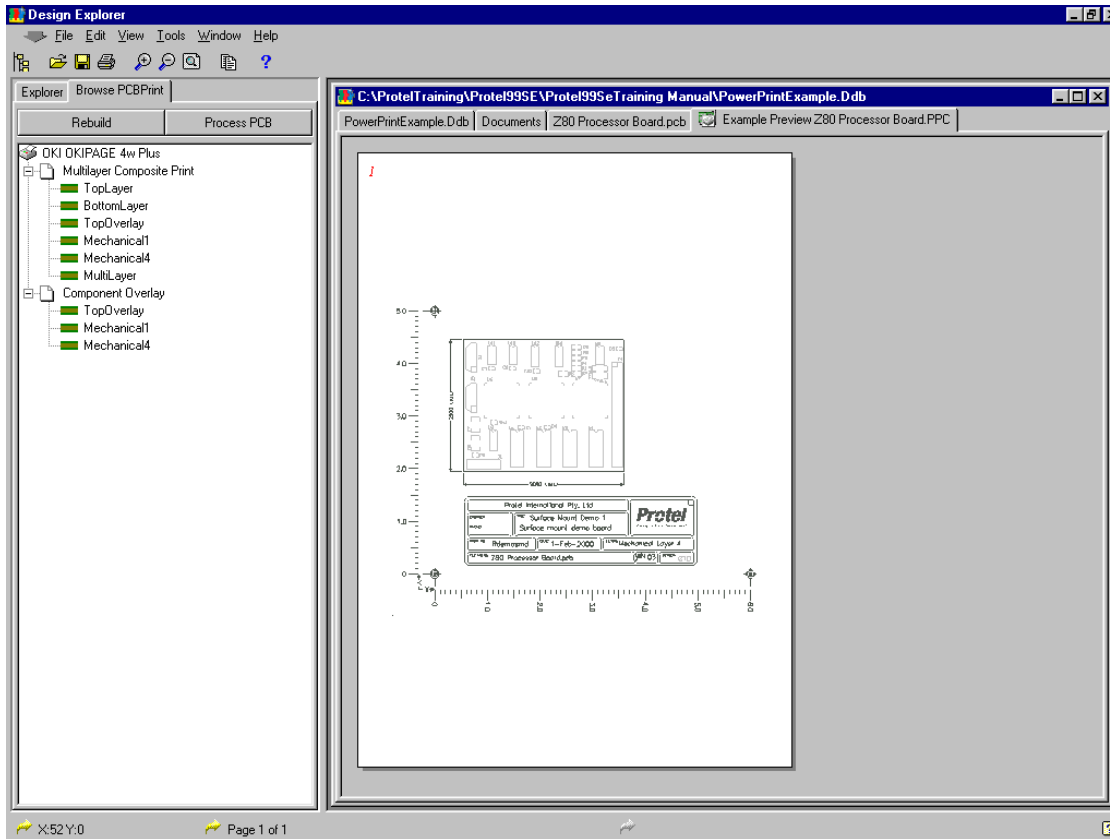 Design Explorer
File Edit View Tools Window Help
Explorer Browse PCBPrint
Rebuild Process PCB
OKI OKIPAGE 4w Plus
Multilayer Composite Print
TopLayer
BottomLayer
TopOverlay
Mechanical1
Mechanical4
MultiLayer
Component Overlay
TopOverlay
Mechanical1
Mechanical4
C:\ProtelTraining\Protel99SE\Protel99SeTraining Manual\PowerPrintExample.Ddb
PowerPrintExample.Ddb Documents Z80 Processor Board.pcb Example Preview Z80 Processor Board.PPC
1
5.0
4.0
3.0
2.0
1.0
0
Protel International Pty. Ltd
Surface Mount Demo 1
Surface mount demo board
Protel
1-Feb-2000 Mechanical Layer 4
Z80 Processor Board.pcb
0 1.0 2.0 3.0 4.0 5.0 6.0
X:52 Y:0 Page 1 of 1